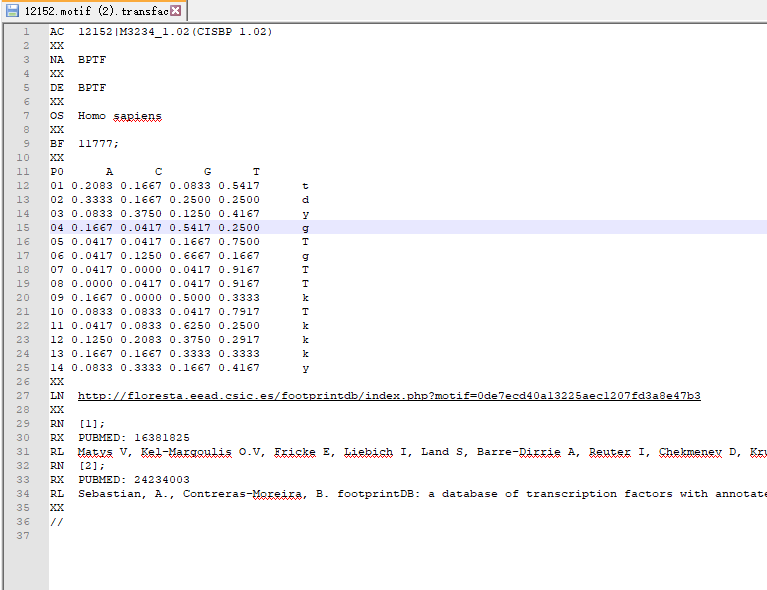 12152.motif (2).transfac
1 AC 12152|M3234_1.02(CISBP 1.02)
2 XX
3 NA BPTF
4 XX
5 DE BPTF
6 XX
7 OS Homo sapiens
8 XX
9 BF 11777;
10 XX
11 P0 A C G T
12 01 0.2083 0.1667 0.0833 0.5417 t
13 02 0.3333 0.1667 0.2500 0.2500 d
14 03 0.0833 0.3750 0.1250 0.4167 y
15 04 0.1667 0.0417 0.5417 0.2500 g
16 05 0.0417 0.0417 0.1667 0.7500 T
17 06 0.0417 0.1250 0.6667 0.1667 g
18 07 0.0417 0.0000 0.0417 0.9167 T
19 08 0.0000 0.0417 0.0417 0.9167 T
20 09 0.1667 0.0000 0.5000 0.3333 k
21 10 0.0833 0.0833 0.0417 0.7917 T
22 11 0.0417 0.0833 0.6250 0.2500 k
23 12 0.1250 0.2083 0.3750 0.2917 k
24 13 0.1667 0.1667 0.3333 0.3333 k
25 14 0.0833 0.3333 0.1667 0.4167 y
26 XX
27 LN http://floresta.eead.csic.es/footprintdb/index.php?motif=0de7ecd40a13225aec1207fd3a8e47b3
28 XX
29 RN [1];
30 RX PUBMED: 16381825
31 RL Matys V, Kel-Margoulis O.V, Fricke E, Liebich I, Land S, Barre-Dirrie A, Reuter I, Chekmenev D, Kru
32 RN [2];
33 RX PUBMED: 24234003
34 RL Sebastian, A., Contreras-Moreira, B. footprintDB: a database of transcription factors with annotate
35 XX
36 //
37